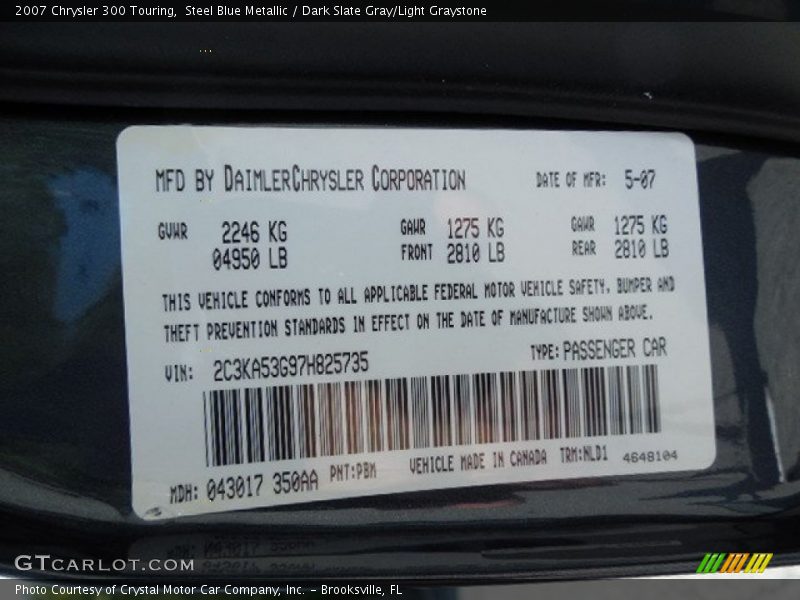 2007 Chrysler 300 Touring,  Steel Blue Metallic / Dark Slate Gray/Light Graystone
MFD BY DAIMLERCHRYSLER CORPORATION DATE OF MFR: 5-07
GVWR 2246 KG GAWR 1275 KG GAWR 1275 KG
04950 LB FRONT 2810 LB REAR 2810 LB
THIS VEHICLE CONFORMS TO ALL APPLICABLE FEDERAL MOTOR VEHICLE SAFETY, BUMPER AND
THEFT PREVENTION STANDARDS IN EFFECT ON THE DATE OF MANUFACTURE SHOWN ABOVE.
VIN: 2C3KA53G97H825735 TYPE: PASSENGER CAR
MDH: 043017 350AA PNT:PBM VEHICLE MADE IN CANADA TRM:NLD1 4648104
GTCARLOT.COM
Photo Courtesy of Crystal Motor Car Company, Inc. – Brooksville, FL